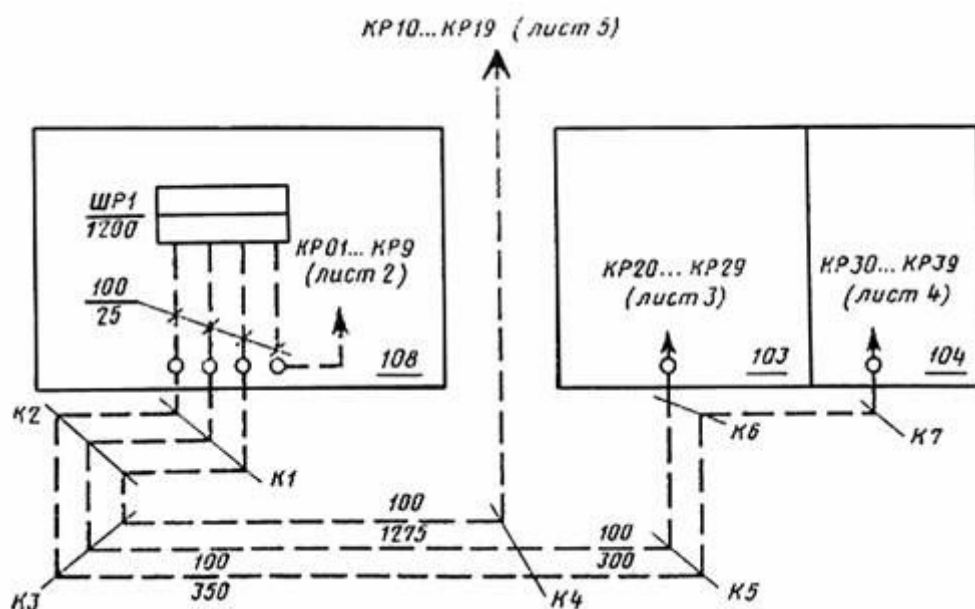 КР10...КР19 (лист 5)
ШР1
1200
КР01... КР9
(лист 2)
100
25
108
КР20... КР29
(лист 3)
103
КР30... КР39
(лист 4)
104
К2
К1
К6
К7
100
1275
100
300
100
350
К3
К4
К5